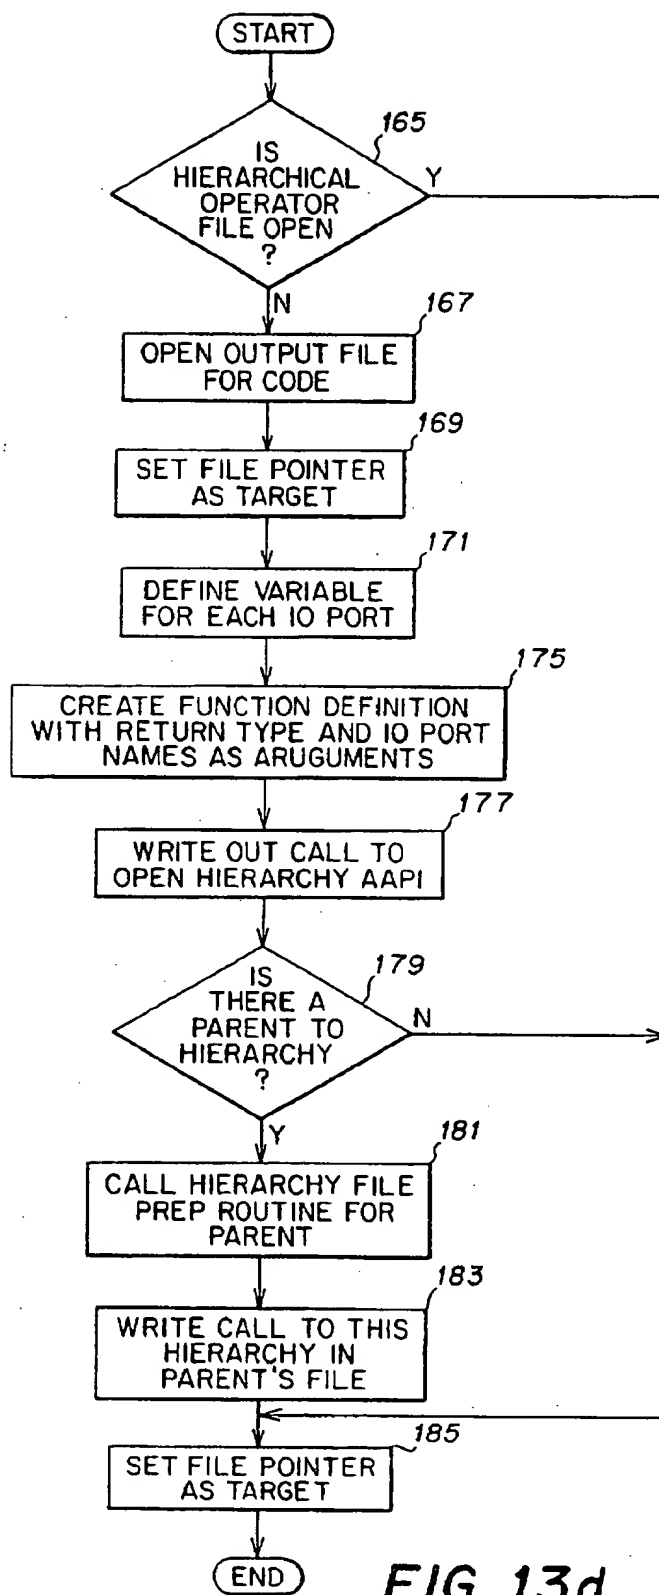 START
165
IS
HIERARCHICAL
OPERATOR
FILE OPEN
?
Y
N
167
OPEN OUTPUT FILE
FOR CODE
169
SET FILE POINTER
AS TARGET
171
DEFINE VARIABLE
FOR EACH IO PORT
175
CREATE FUNCTION DEFINITION
WITH RETURN TYPE AND IO PORT
NAMES AS ARUGUMENTS
177
WRITE OUT CALL TO
OPEN HIERARCHY AAPI
179
IS
THERE A
PARENT TO
HIERARCHY
?
N
Y
181
CALL HIERARCHY FILE
PREP ROUTINE FOR
PARENT
183
WRITE CALL TO THIS
HIERARCHY IN
PARENT'S FILE
185
SET FILE POINTER
AS TARGET
END
FIG. 13d